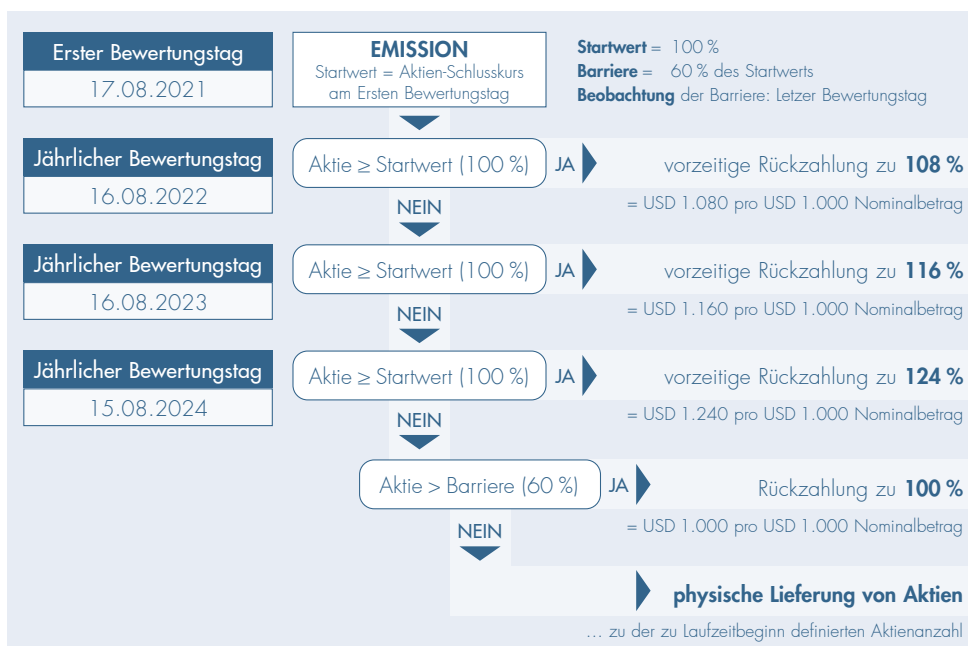 Erster Bewertungstag
17.08.2021
EMISSION
Startwert = Aktien-Schlusskurs
am Ersten Bewertungstag
Startwert = 100 %
Barriere = 60 % des Startwerts
Beobachtung der Barriere: Letzer Bewertungstag
Jährlicher Bewertungstag
16.08.2022
Aktie ≥ Startwert (100 %)
JA
vorzeitige Rückzahlung zu 108 %
= USD 1.080 pro USD 1.000 Nominalbetrag
NEIN
Jährlicher Bewertungstag
16.08.2023
Aktie ≥ Startwert (100 %)
JA
vorzeitige Rückzahlung zu 116 %
= USD 1.160 pro USD 1.000 Nominalbetrag
NEIN
Jährlicher Bewertungstag
15.08.2024
Aktie ≥ Startwert (100 %)
JA
vorzeitige Rückzahlung zu 124 %
= USD 1.240 pro USD 1.000 Nominalbetrag
NEIN
Aktie > Barriere (60 %)
JA
Rückzahlung zu 100 %
= USD 1.000 pro USD 1.000 Nominalbetrag
NEIN
physische Lieferung von Aktien
... zu der zu Laufzeitbeginn definierten Aktienanzahl